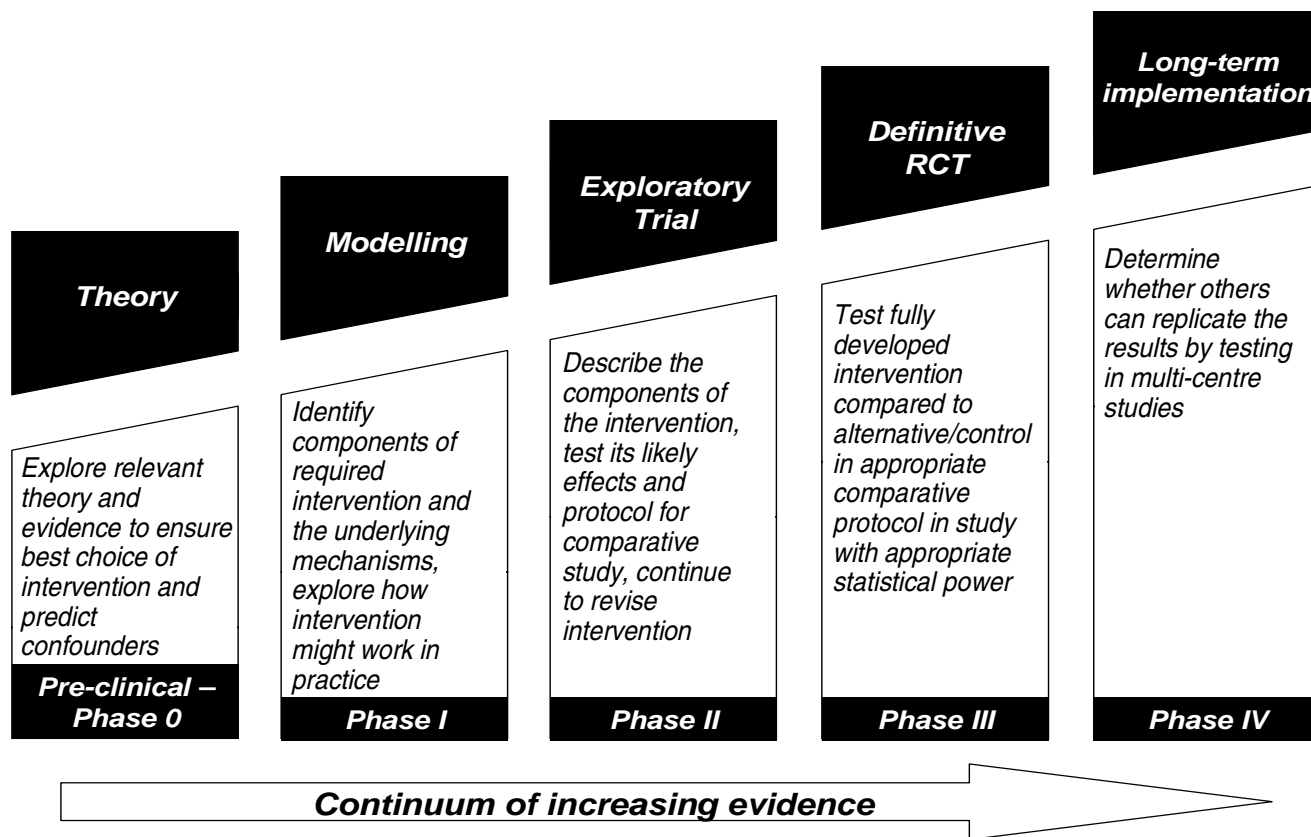 Theory
Explore relevant
theory and
evidence to ensure
best choice of
intervention and
predict
confounders
Pre-clinical –
Phase 0
Modelling
Identify
components of
required
intervention and
the underlying
mechanisms,
explore how
intervention
might work in
practice
Phase I
Exploratory
Trial
Describe the
components of
the intervention,
test its likely
effects and
protocol for
comparative
study, continue
to revise
intervention
Phase II
Definitive
RCT
Test fully
developed
intervention
compared to
alternative/control
in appropriate
comparative
protocol in study
with appropriate
statistical power
Phase III
Long-term
implementation
Determine
whether others
can replicate the
results by testing
in multi-centre
studies
Phase IV
Continuum of increasing evidence